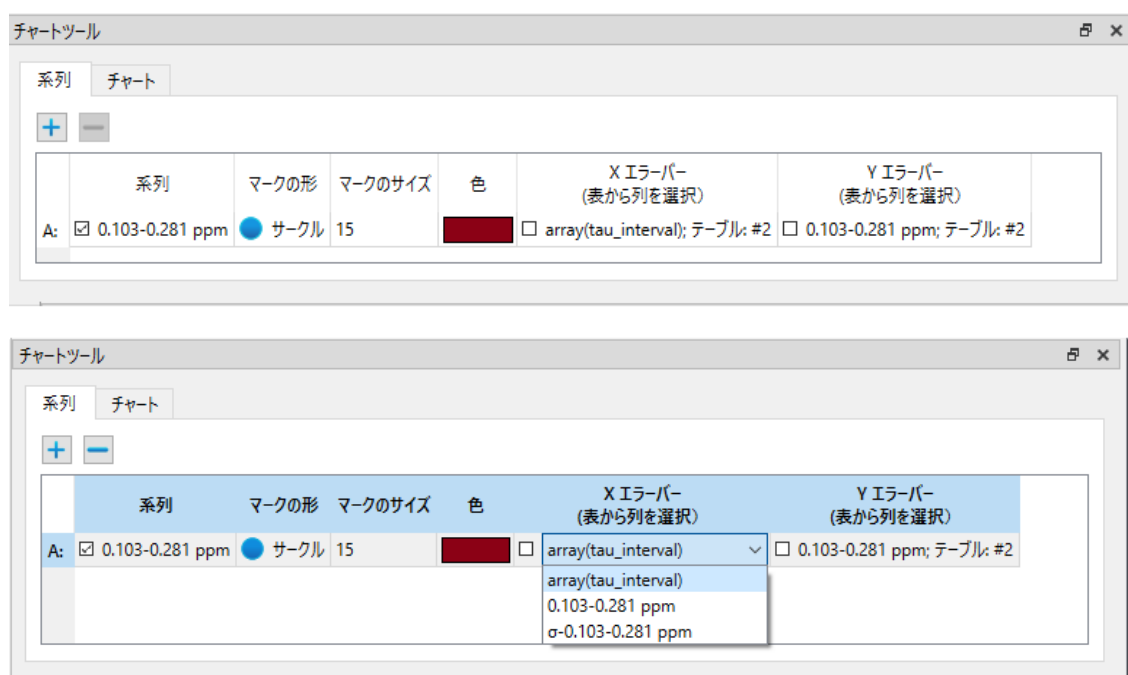 チャートツール
系列 チャート
系列 マークの形 マークのサイズ 色 X エラーバー Y エラーバー
(表から列を選択) (表から列を選択)
A: 0.103-0.281 ppm サークル 15 array(tau_interval); テーブル: #2 0.103-0.281 ppm; テーブル: #2
チャートツール
系列 チャート
系列 マークの形 マークのサイズ 色 X エラーバー Y エラーバー
(表から列を選択) (表から列を選択)
A: 0.103-0.281 ppm サークル 15 array(tau_interval) 0.103-0.281 ppm; テーブル: #2
array(tau_interval)
0.103-0.281 ppm
σ-0.103-0.281 ppm